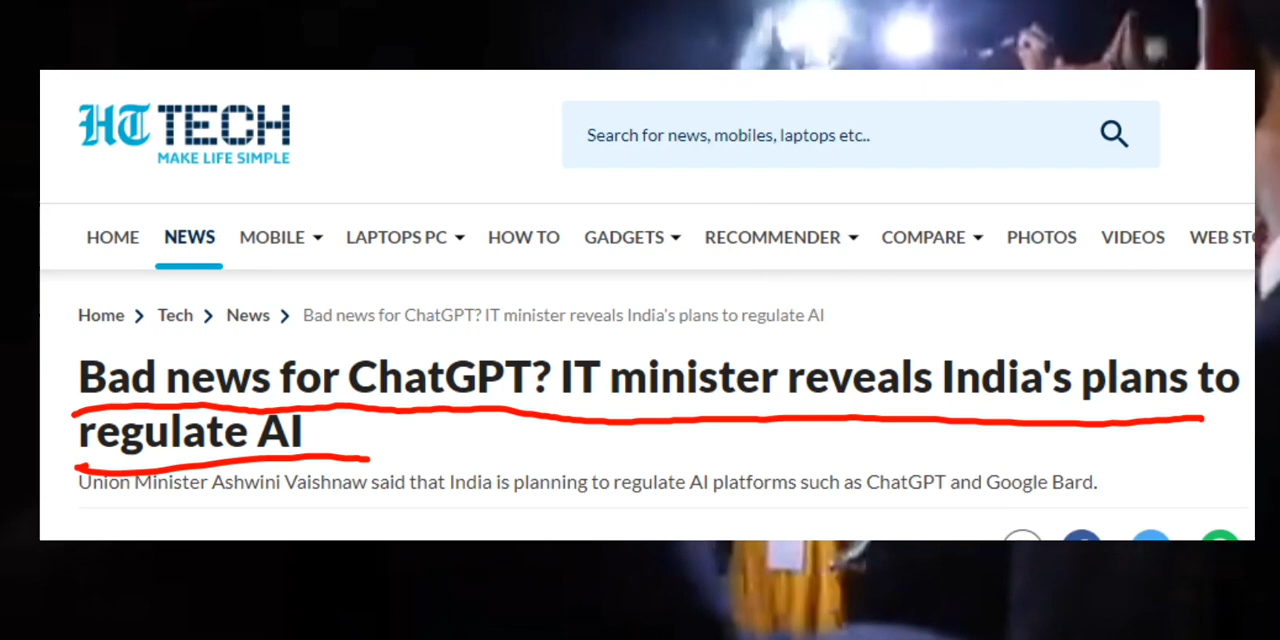 HT TECH
MAKE LIFE SIMPLE
Search for news, mobiles, laptops etc..
HOME NEWS MOBILE LAPTOPS PC HOW TO GADGETS RECOMMENDER COMPARE PHOTOS VIDEOS WEB STO
Home Tech News Bad news for ChatGPT? IT minister reveals India's plans to regulate AI
Bad news for ChatGPT? IT minister reveals India's plans to
regulate AI
Union Minister Ashwini Vaishnaw said that India is planning to regulate AI platforms such as ChatGPT and Google Bard.